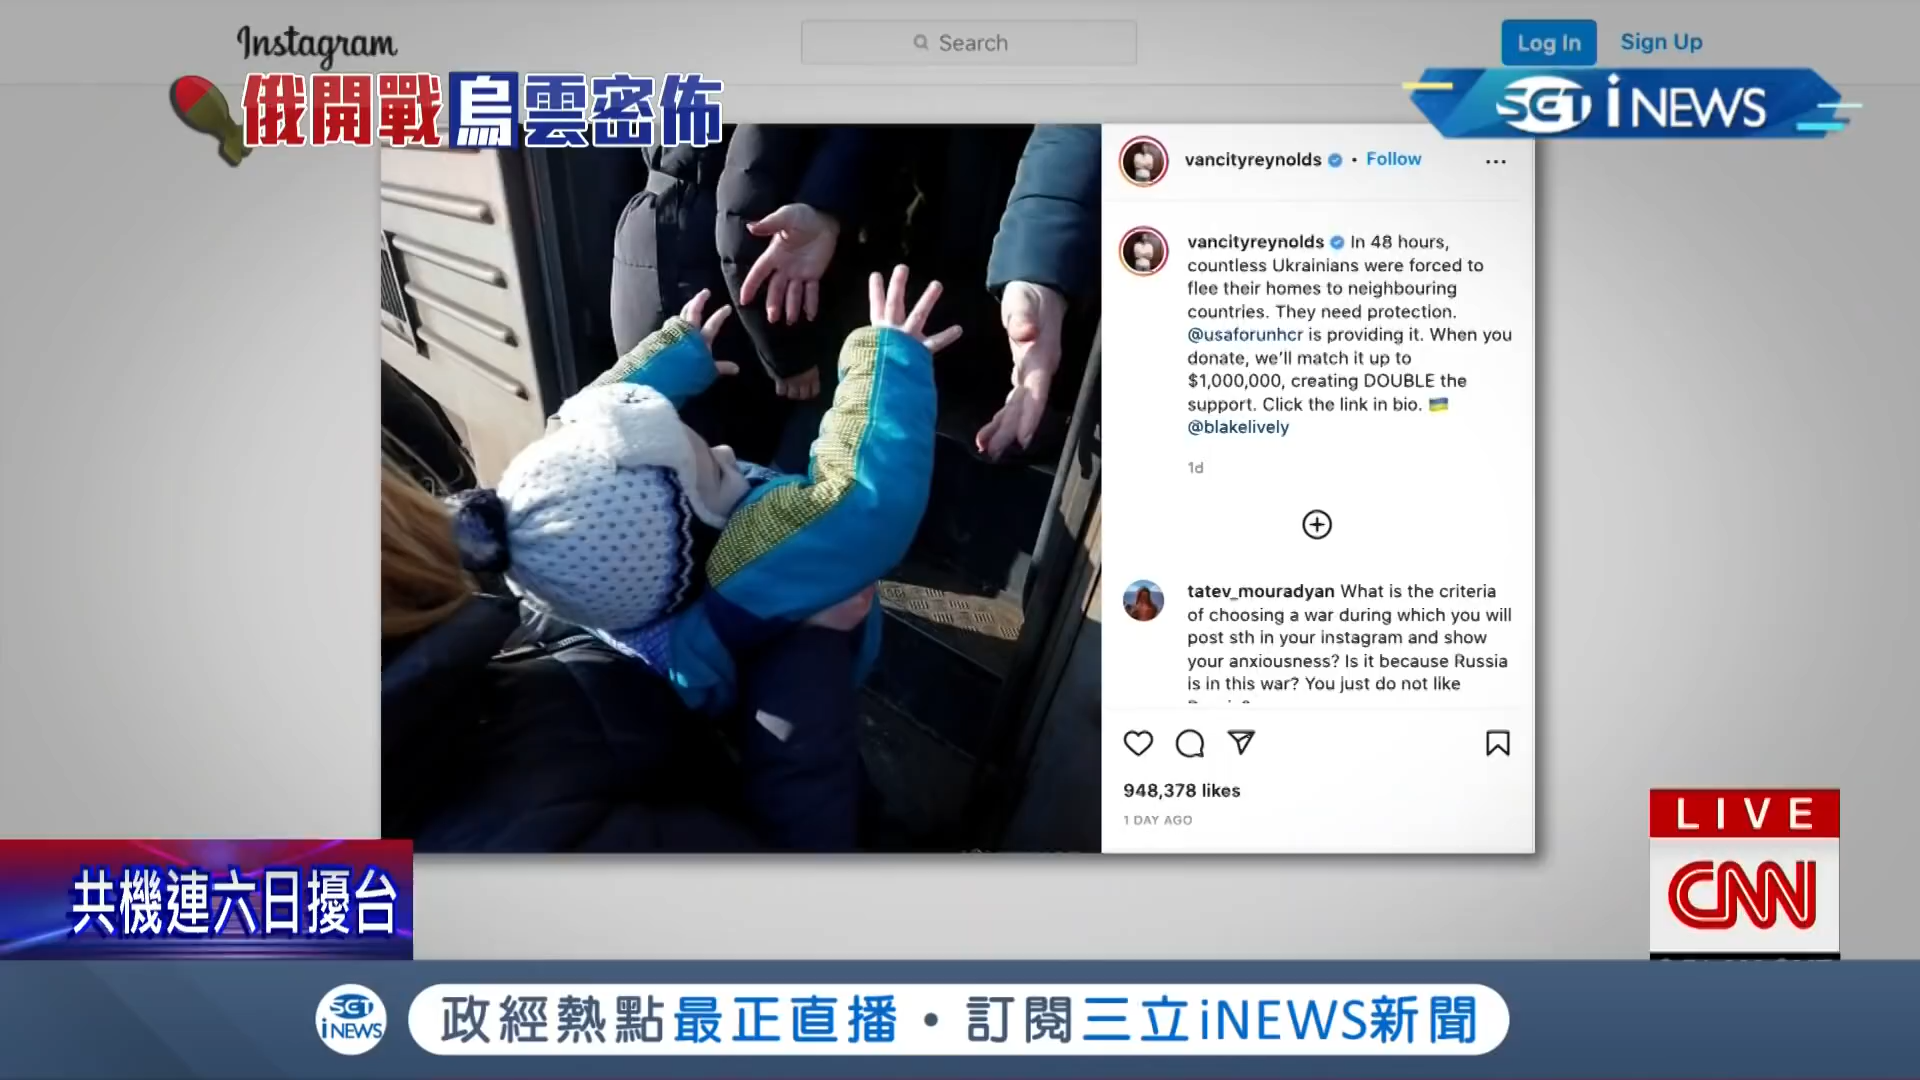 Instagram
Search
Log In
Sign Up
俄開戰烏雲密佈
SET iNEWS
vancityreynolds • Follow
vancityreynolds In 48 hours,
countless Ukrainians were forced to
flee their homes to neighbouring
countries. They need protection.
@usaforunhcr is providing it. When you
donate, we'll match it up to
$1,000,000, creating DOUBLE the
support. Click the link in bio. 🇺🇦
@blakelively
1d
tatev_mouradyan What is the criteria
of choosing a war during which you will
post sth in your instagram and show
your anxiousness? Is it because Russia
is in this war? You just do not like
948,378 likes
1 DAY AGO
LIVE
CNN
共機連六日擾台
SET
iNEWS
政經熱點最正直播・訂閱三立iNEWS新聞